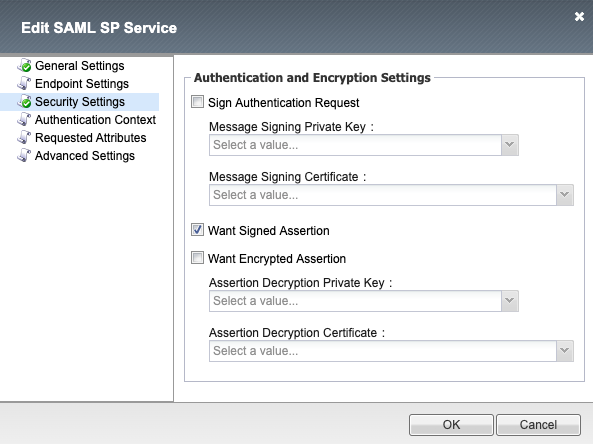 Edit SAML SP Service
General Settings
Endpoint Settings
Security Settings
Authentication Context
Requested Attributes
Advanced Settings
Authentication and Encryption Settings
Sign Authentication Request
Message Signing Private Key :
Select a value...
Message Signing Certificate :
Select a value...
Want Signed Assertion
Want Encrypted Assertion
Assertion Decryption Private Key :
Select a value...
Assertion Decryption Certificate :
Select a value...
OK
Cancel